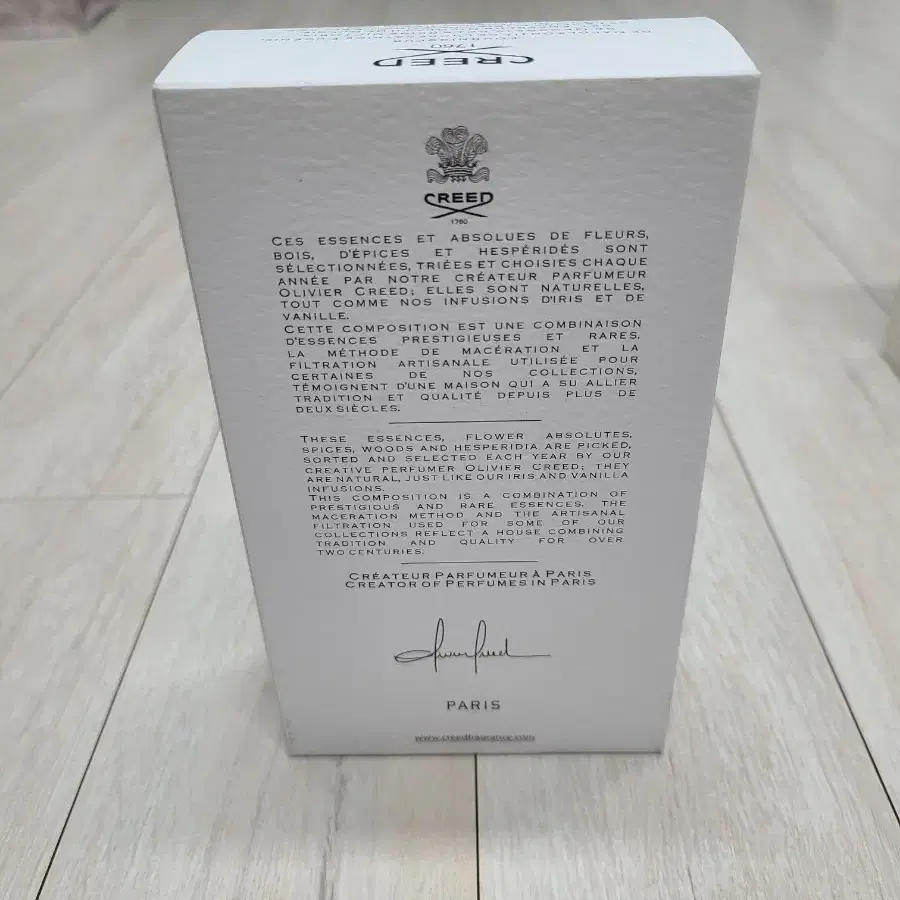 CREED
1760
CREED
1760
CES ESSENCES ET ABSOLUES DE FLEURS,
BOIS, D'ÉPICES ET HESPÉRIDÉS SONT
SÉLECTIONNÉES, TRIÉES ET CHOISIES CHAQUE
ANNÉE PAR NOTRE CRÉATEUR PARFUMEUR
OLIVIER CREED; ELLES SONT NATURELLES,
TOUT COMME NOS INFUSIONS D'IRIS ET DE
VANILLE.
CETTE COMPOSITION EST UNE COMBINAISON
D'ESSENCES PRESTIGIEUSES ET RARES.
LA MÉTHODE DE MACÉRATION ET LA
FILTRATION ARTISANALE UTILISÉE POUR
CERTAINES DE NOS COLLECTIONS,
TÉMOIGNENT D'UNE MAISON QUI A SU ALLIER
TRADITION ET QUALITÉ DEPUIS PLUS DE
DEUX SIÈCLES.
THESE ESSENCES, FLOWER ABSOLUTES,
SPICES, WOODS AND HESPERIDIA ARE PICKED,
SORTED AND SELECTED EACH YEAR BY OUR
CREATIVE PERFUMER OLIVIER CREED; THEY
ARE NATURAL, JUST LIKE OUR IRIS AND VANILLA
INFUSIONS.
THIS COMPOSITION IS A COMBINATION OF
PRESTIGIOUS AND RARE ESSENCES. THE
MACERATION METHOD AND THE ARTISANAL
FILTRATION USED FOR SOME OF OUR
COLLECTIONS REFLECT A HOUSE COMBINING
TRADITION AND QUALITY FOR OVER
TWO CENTURIES.
CRÉATEUR PARFUMEUR À PARIS
CREATOR OF PERFUMES IN PARIS
PARIS
www.creedfragrance.com